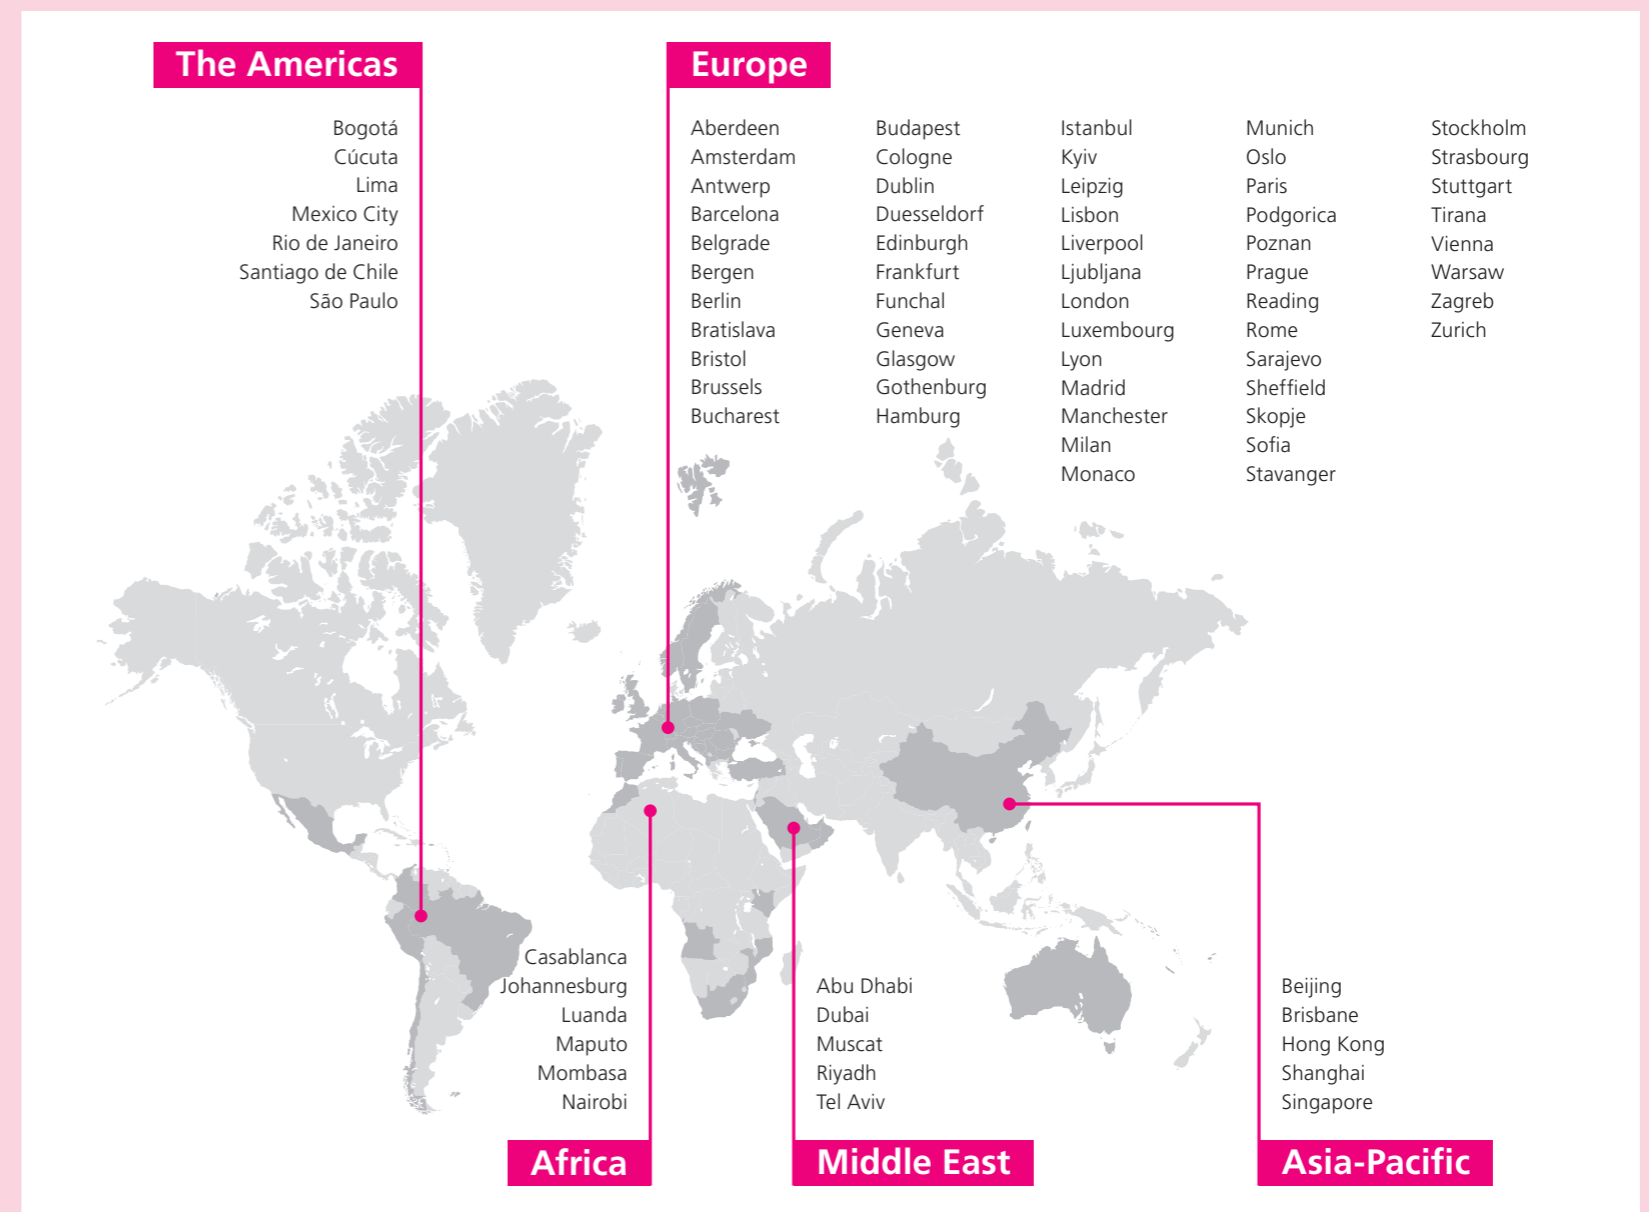 The Americas
Bogotá
Cúcuta
Lima
Mexico City
Rio de Janeiro
Santiago de Chile
São Paulo
Europe
Aberdeen
Amsterdam
Antwerp
Barcelona
Belgrade
Bergen
Berlin
Bratislava
Bristol
Brussels
Bucharest
Budapest
Cologne
Dublin
Duesseldorf
Edinburgh
Frankfurt
Funchal
Geneva
Glasgow
Gothenburg
Hamburg
Istanbul
Kyiv
Leipzig
Lisbon
Liverpool
Ljubljana
London
Luxembourg
Lyon
Madrid
Manchester
Milan
Monaco
Munich
Oslo
Paris
Podgorica
Poznan
Prague
Reading
Rome
Sarajevo
Sheffield
Skopje
Sofia
Stavanger
Stockholm
Strasbourg
Stuttgart
Tirana
Vienna
Warsaw
Zagreb
Zurich
Casablanca
Johannesburg
Luanda
Maputo
Mombasa
Nairobi
Africa
Abu Dhabi
Dubai
Muscat
Riyadh
Tel Aviv
Middle East
Beijing
Brisbane
Hong Kong
Shanghai
Singapore
Asia-Pacific